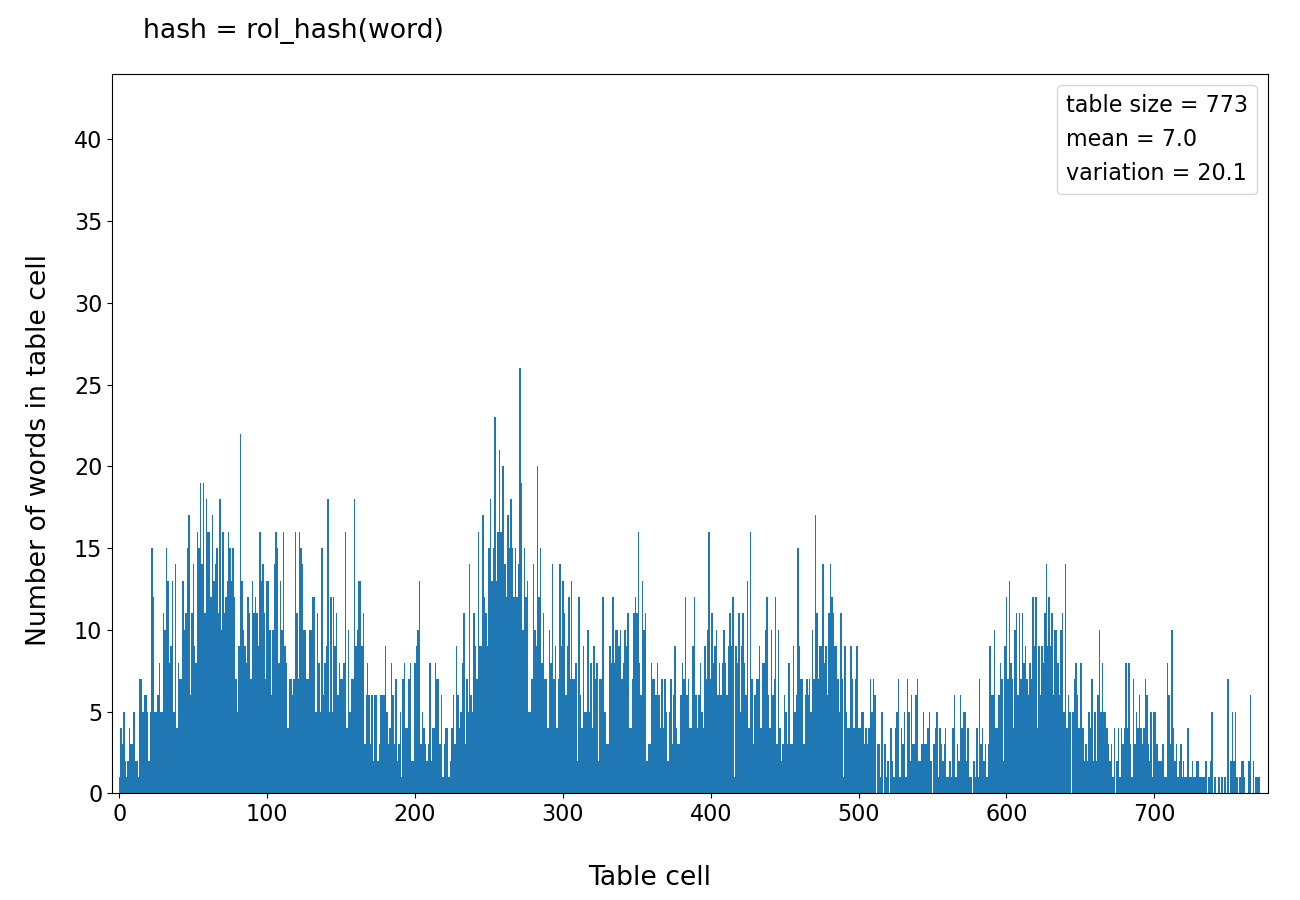 hash = rol_hash(word)
table size = 773
mean = 7.0
variation = 20.1
Number of words in table cell
40
35
30
25
20
15
10
5
0
0 100 200 300 400 500 600 700
Table cell